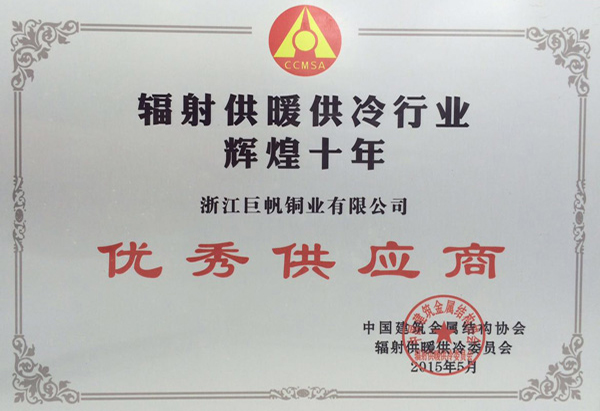 CCMSA
辐射供暖供冷行业
辉煌十年
浙江巨帆铜业有限公司
优秀供应商
中国建筑金属结构协会
辐射供暖供冷委员会
2015年5月